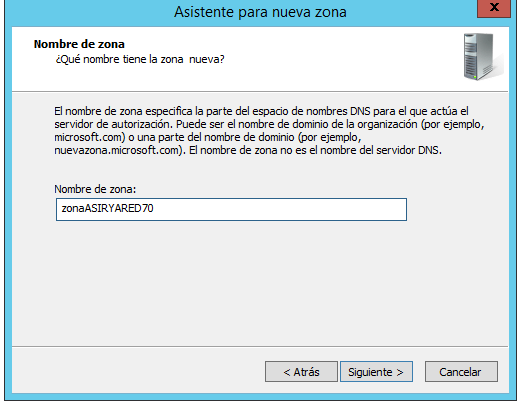 Asistente para nueva zona
x
Nombre de zona
¿Qué nombre tiene la zona nueva?
El nombre de zona especifica la parte del espacio de nombres DNS para el que actúa el
servidor de autorización. Puede ser el nombre de dominio de la organización (por ejemplo,
microsoft.com) o una parte del nombre de dominio (por ejemplo,
nuevazona.microsoft.com). El nombre de zona no es el nombre del servidor DNS.
Nombre de zona:
zonaASIRYARED70
< Atrás
Siguiente >
Cancelar